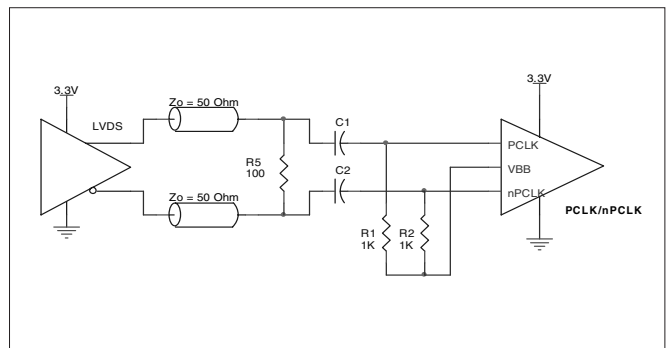 3.3V
LVDS
Zo = 50 Ohm
Zo = 50 Ohm
R5
100
C1
C2
R1
1K
R2
1K
3.3V
PCLK
VBB
nPCLK
PCLK/nPCLK